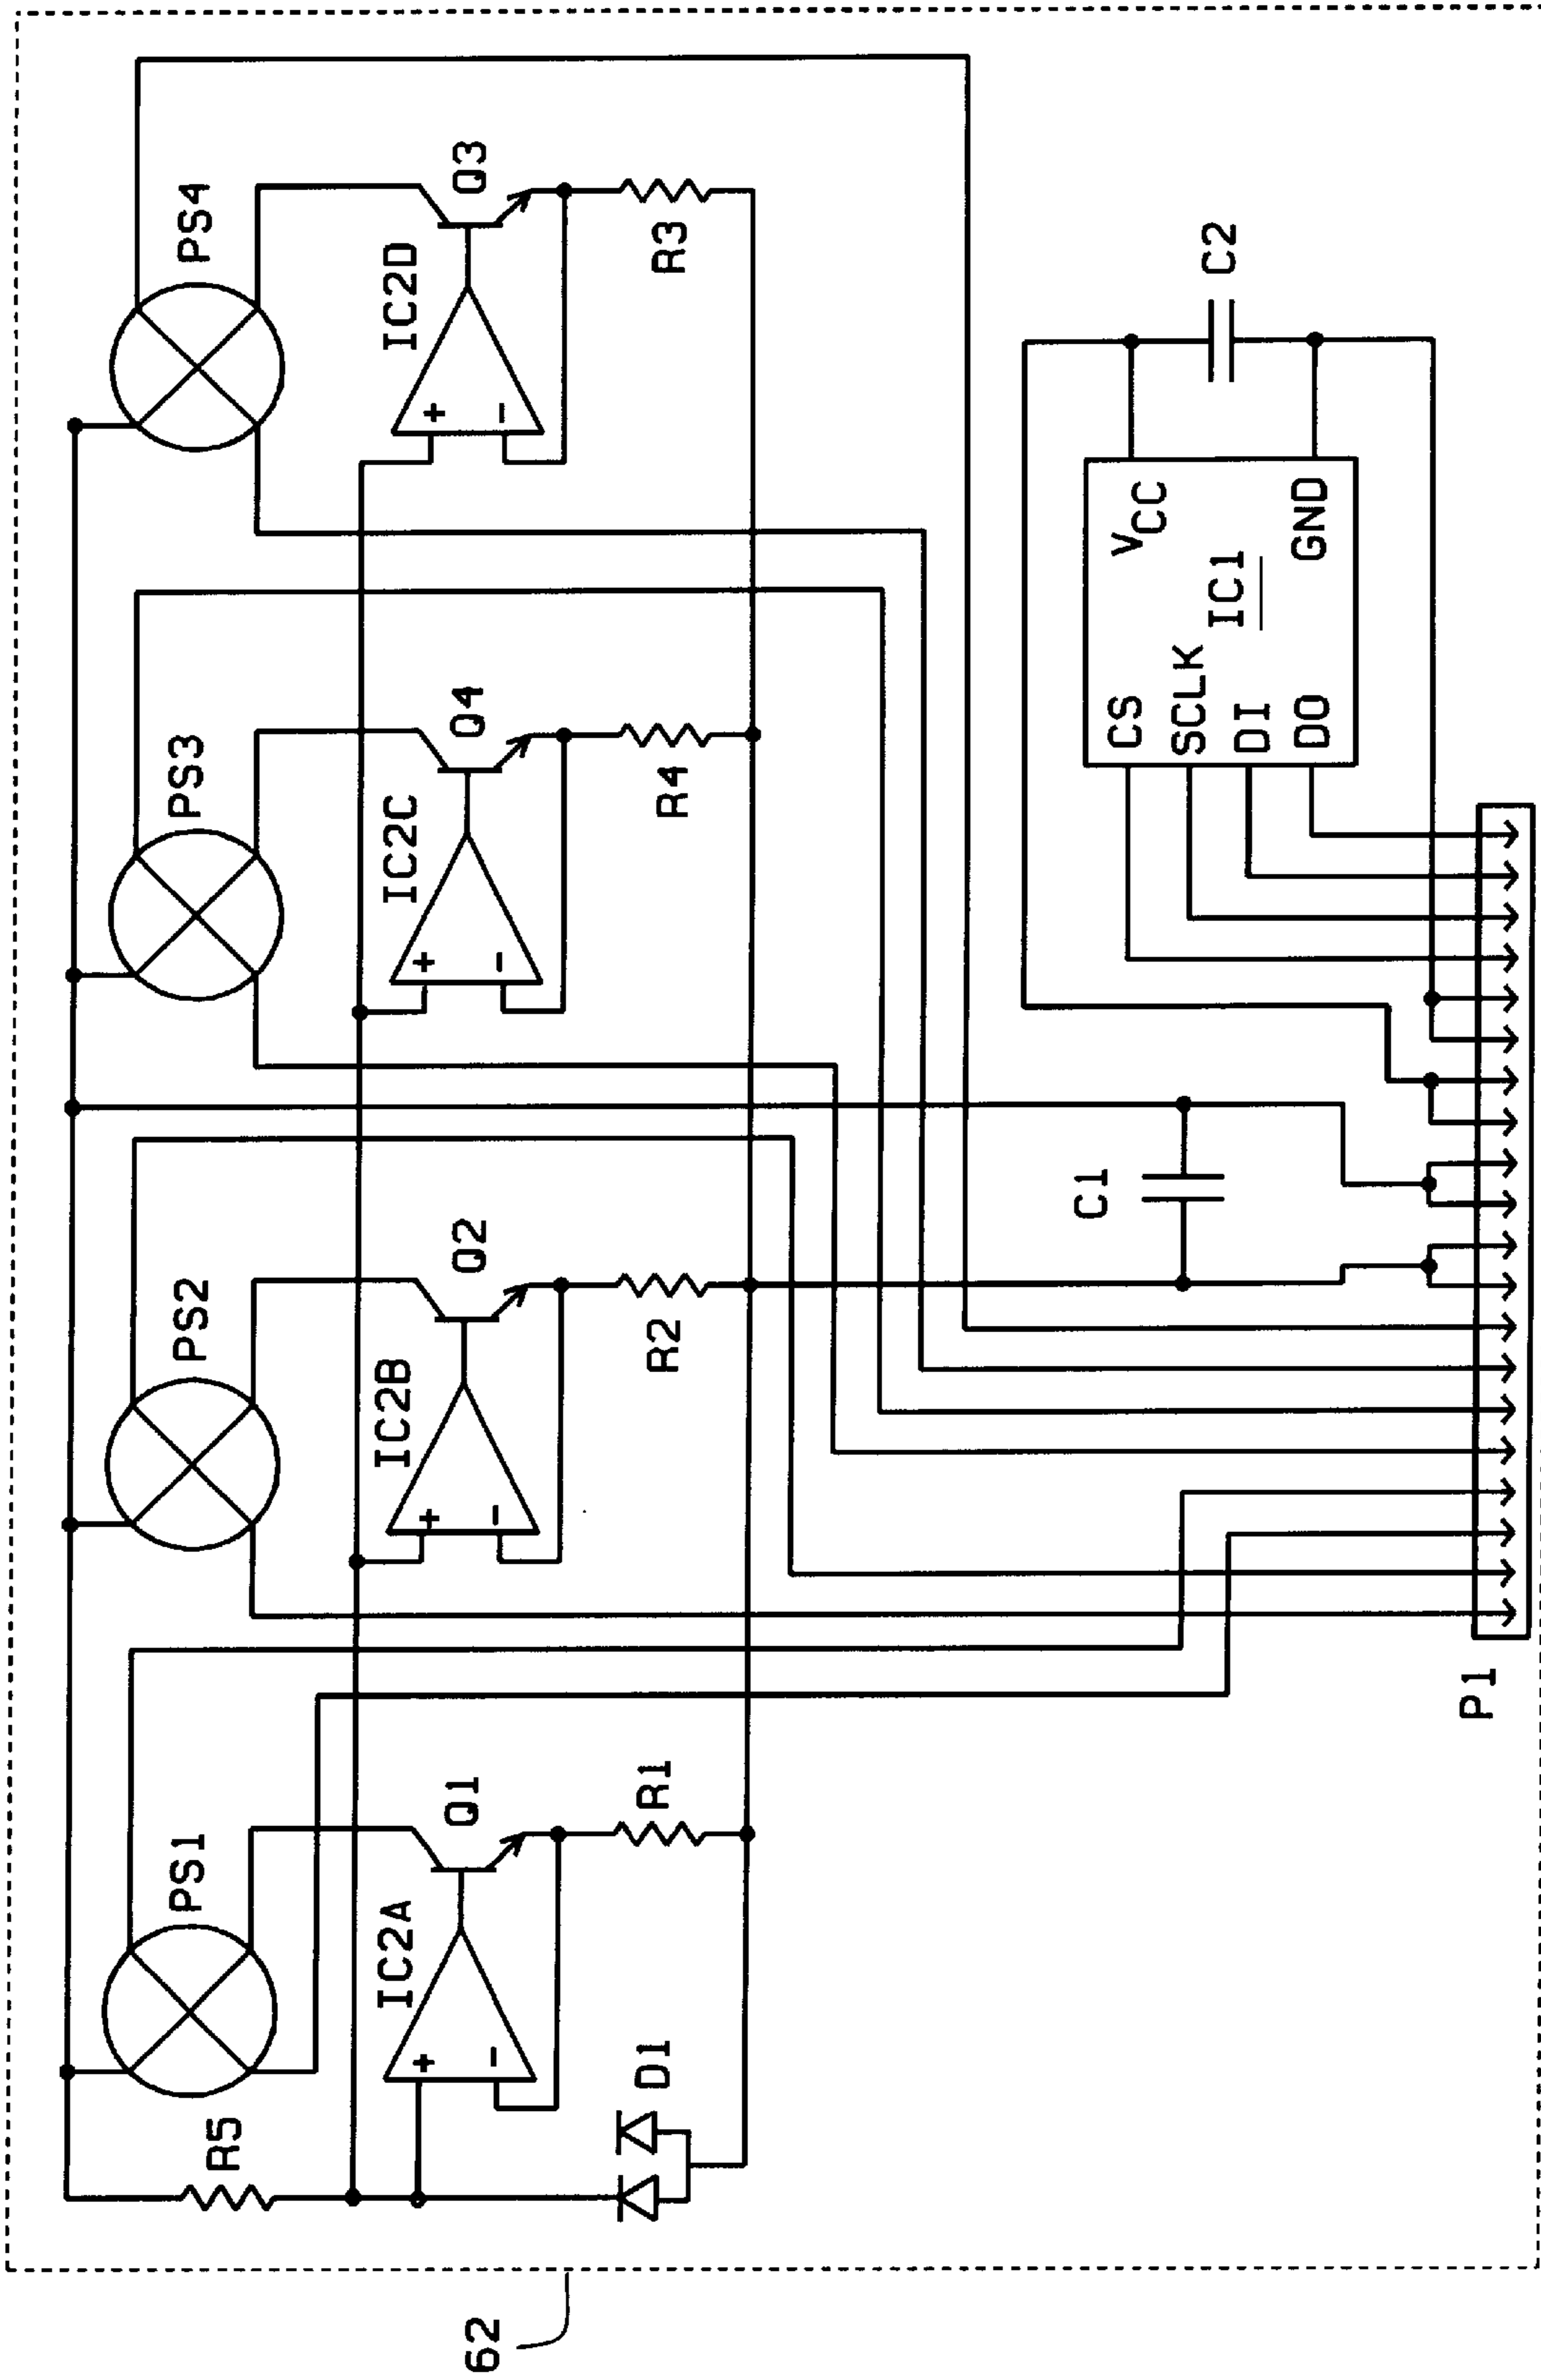 PS1
PS2
PS3
PS4
R5
IC2A
Q1
IC2B
Q2
IC2C
Q4
IC2D
Q3
+
-
+
-
+
-
+
-
D1
R1
R2
R4
R3
C1
CS
SCLK
DI
DO
VCC
IC1
GND
C2
P1
62